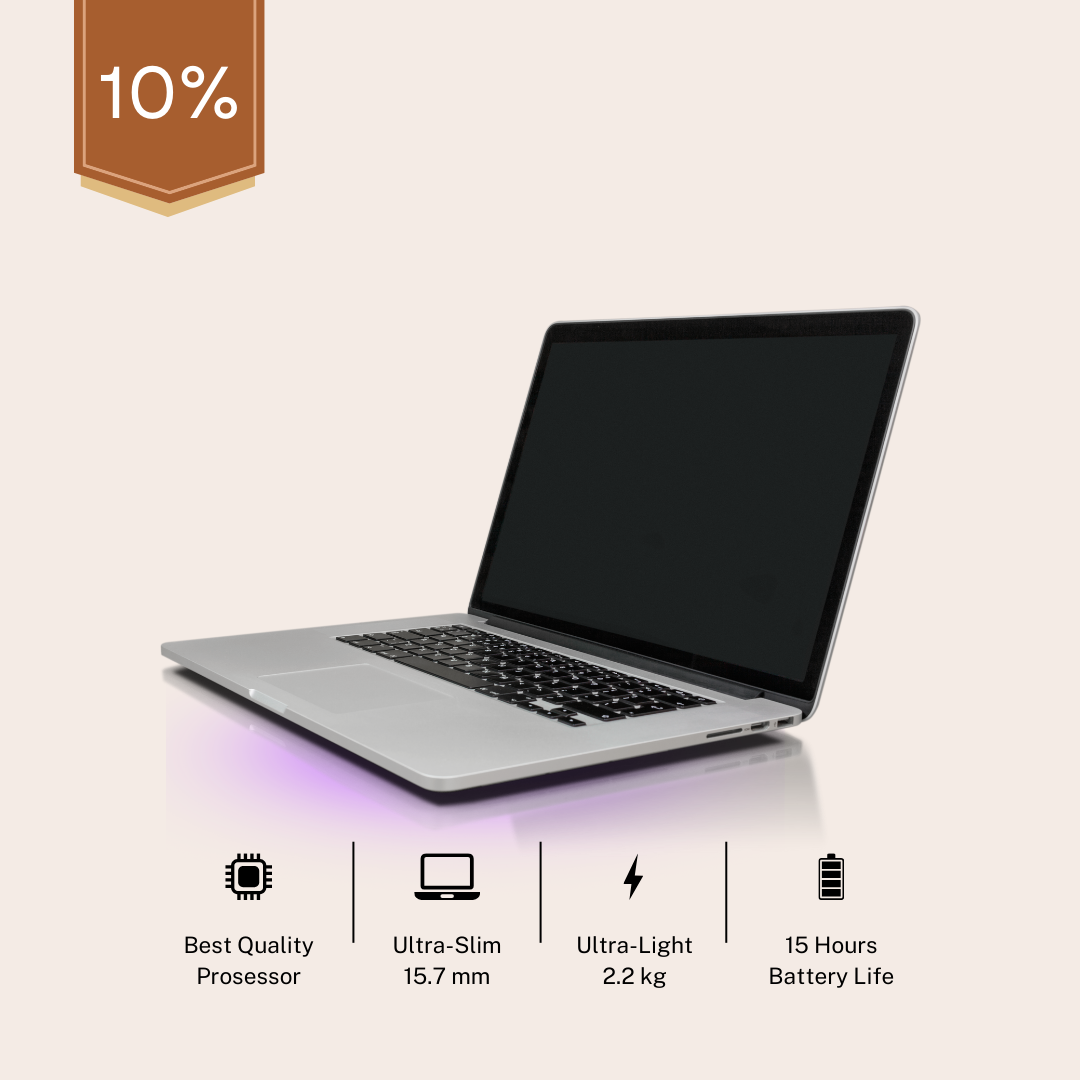 10%
Best Quality
Prosessor
Ultra-Slim
15.7 mm
Ultra-Light
2.2 kg
15 Hours
Battery Life